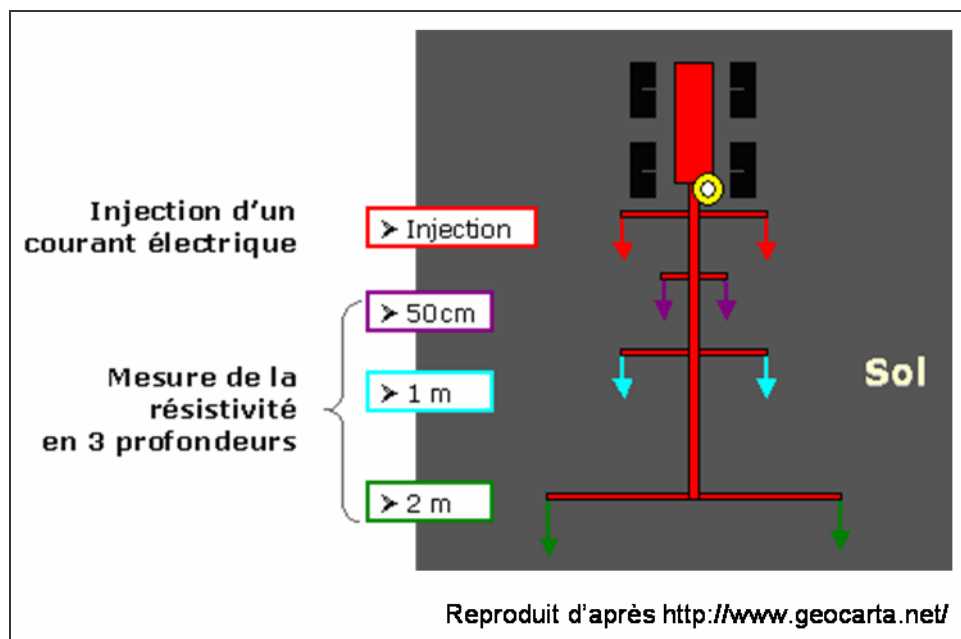 Injection d'un
courant électrique
➢ Injection
➢ 50cm
Mesure de la
résistivité
en 3 profondeurs
➢ 1 m
➢ 2 m
Sol
Reproduit d'après http://www.geocarta.net/